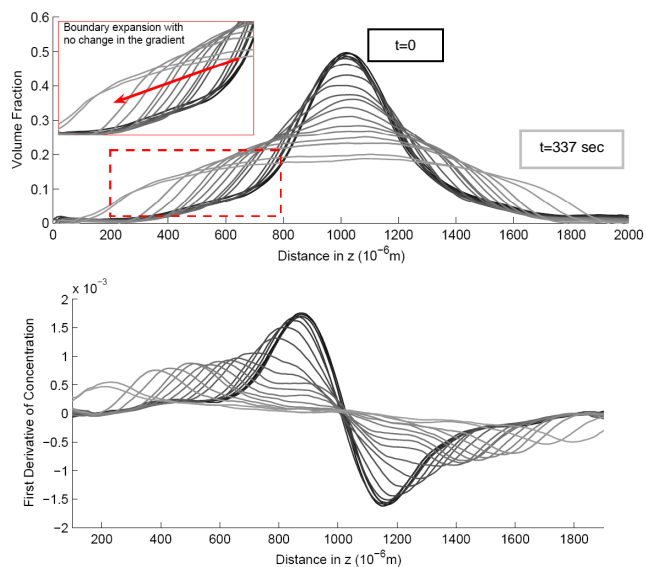 Boundary expansion with
no change in the gradient
t=0
t=337 sec
Volume Fraction
0.6
0.5
0.4
0.3
0.2
0.1
0
0 200 400 600 800 1000 1200 1400 1600 1800 2000
Distance in z (10⁻⁶m)
x 10⁻³
First Derivative of Concentration
2
1.5
1
0.5
0
−0.5
−1
−1.5
−2
200 400 600 800 1000 1200 1400 1600 1800
Distance in z (10⁻⁶m)